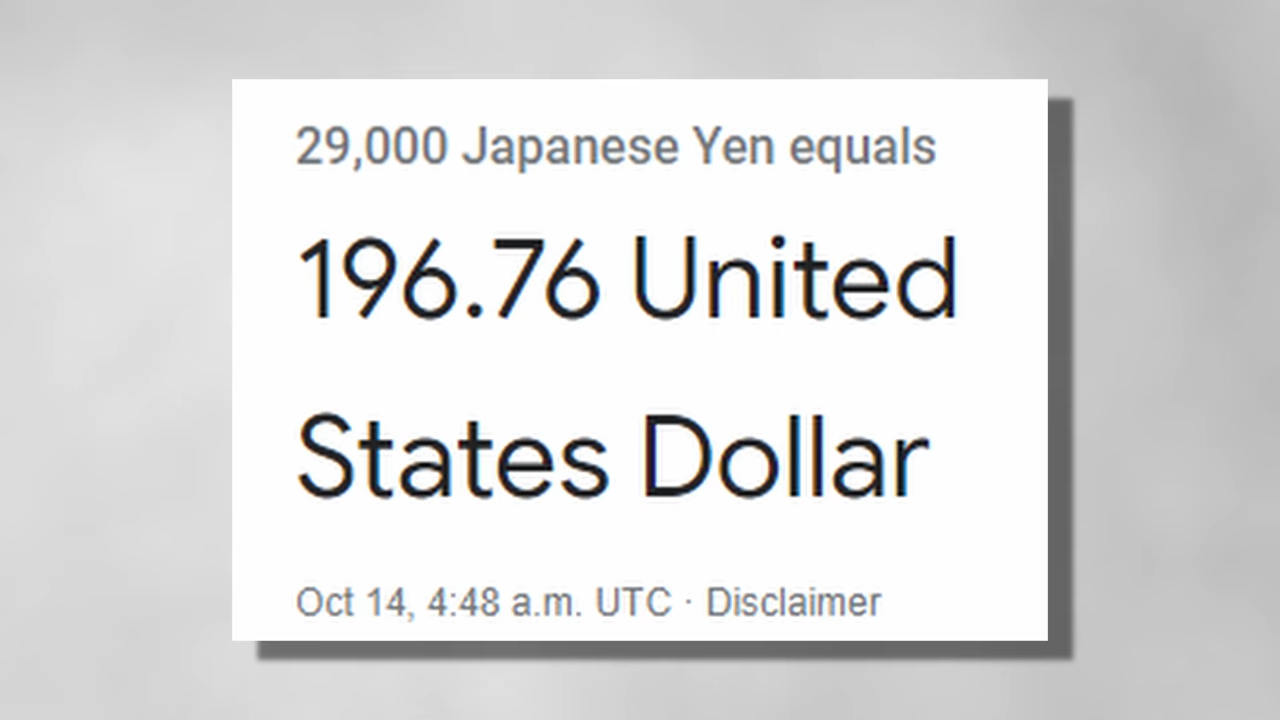 29,000 Japanese Yen equals
196.76 United
States Dollar
Oct 14, 4:48 a.m. UTC · Disclaimer